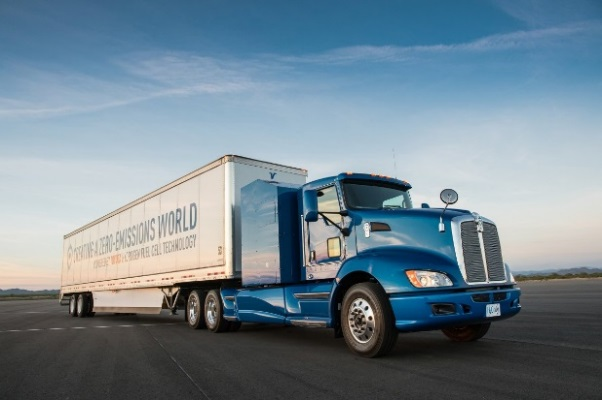 CREATING A ZERO-EMISSIONS WORLD
FUEL CELL TECHNOLOGY